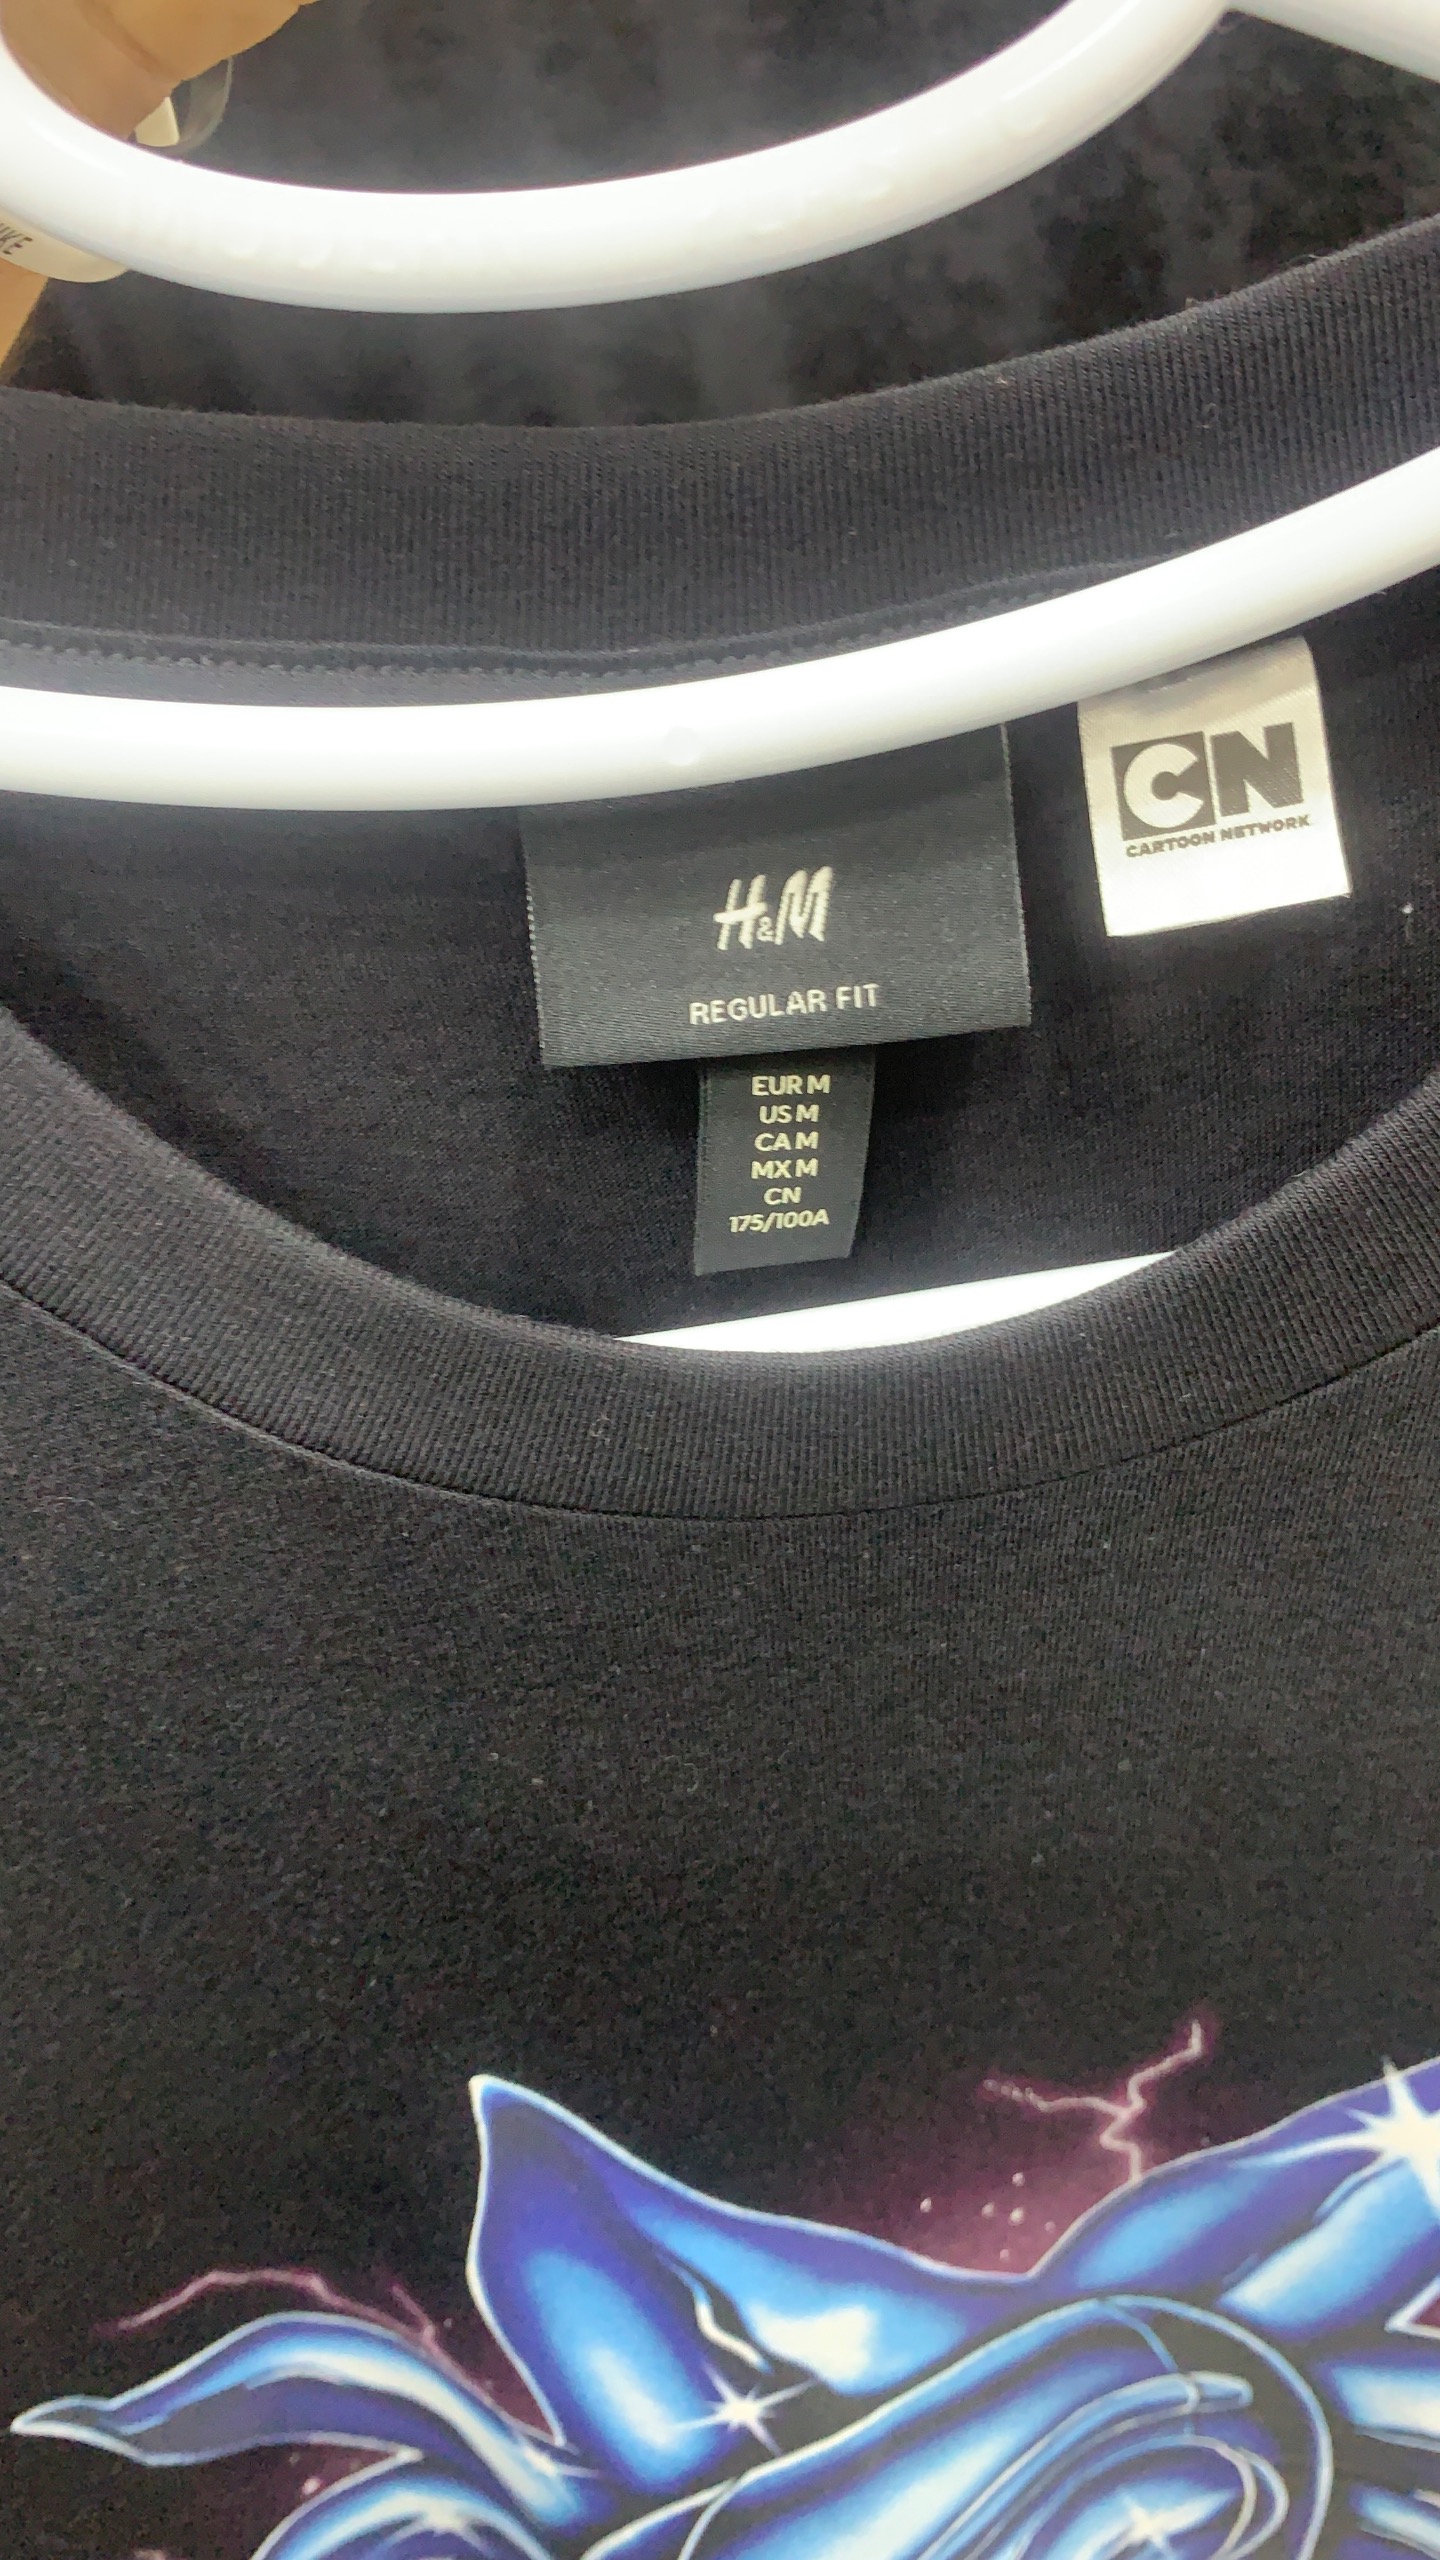 H&M
REGULAR FIT
EUR M
US M
CA M
MX M
CN
175/100A
CN
CARTOON NETWORK